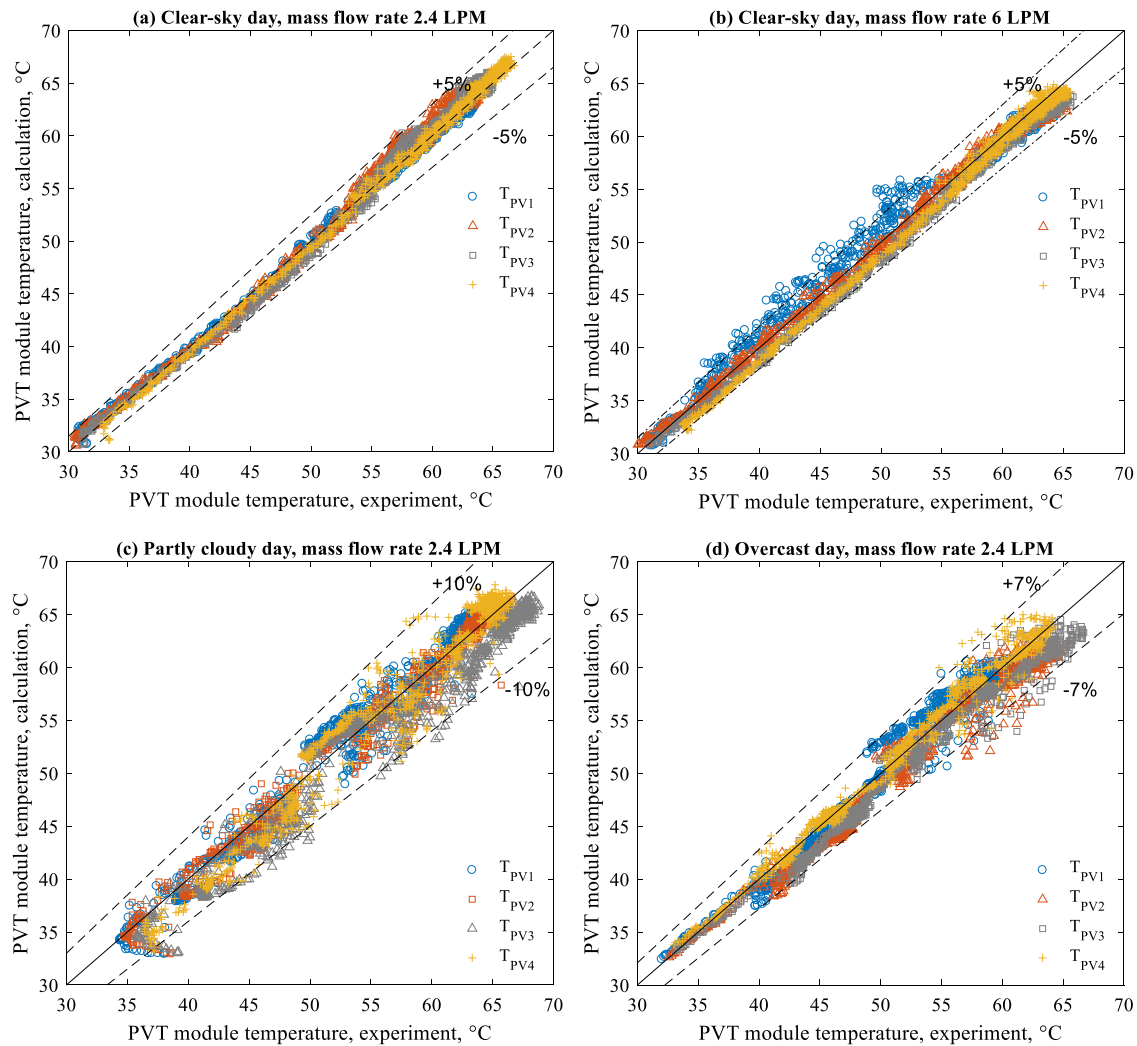 (a) Clear-sky day, mass flow rate 2.4 LPM
70
65
60
55
50
45
40
35
30
PVT module temperature, calculation, °C
+5%
-5%
T_PV1
T_PV2
T_PV3
T_PV4
30 35 40 45 50 55 60 65 70
PVT module temperature, experiment, °C
(b) Clear-sky day, mass flow rate 6 LPM
70
65
60
55
50
45
40
35
30
PVT module temperature, calculation, °C
+5%
-5%
T_PV1
T_PV2
T_PV3
T_PV4
30 35 40 45 50 55 60 65 70
PVT module temperature, experiment, °C
(c) Partly cloudy day, mass flow rate 2.4 LPM
70
65
60
55
50
45
40
35
30
PVT module temperature, calculation, °C
+10%
-10%
T_PV1
T_PV2
T_PV3
T_PV4
30 35 40 45 50 55 60 65 70
PVT module temperature, experiment, °C
(d) Overcast day, mass flow rate 2.4 LPM
70
65
60
55
50
45
40
35
30
PVT module temperature, calculation, °C
+7%
-7%
T_PV1
T_PV2
T_PV3
T_PV4
30 35 40 45 50 55 60 65 70
PVT module temperature, experiment, °C